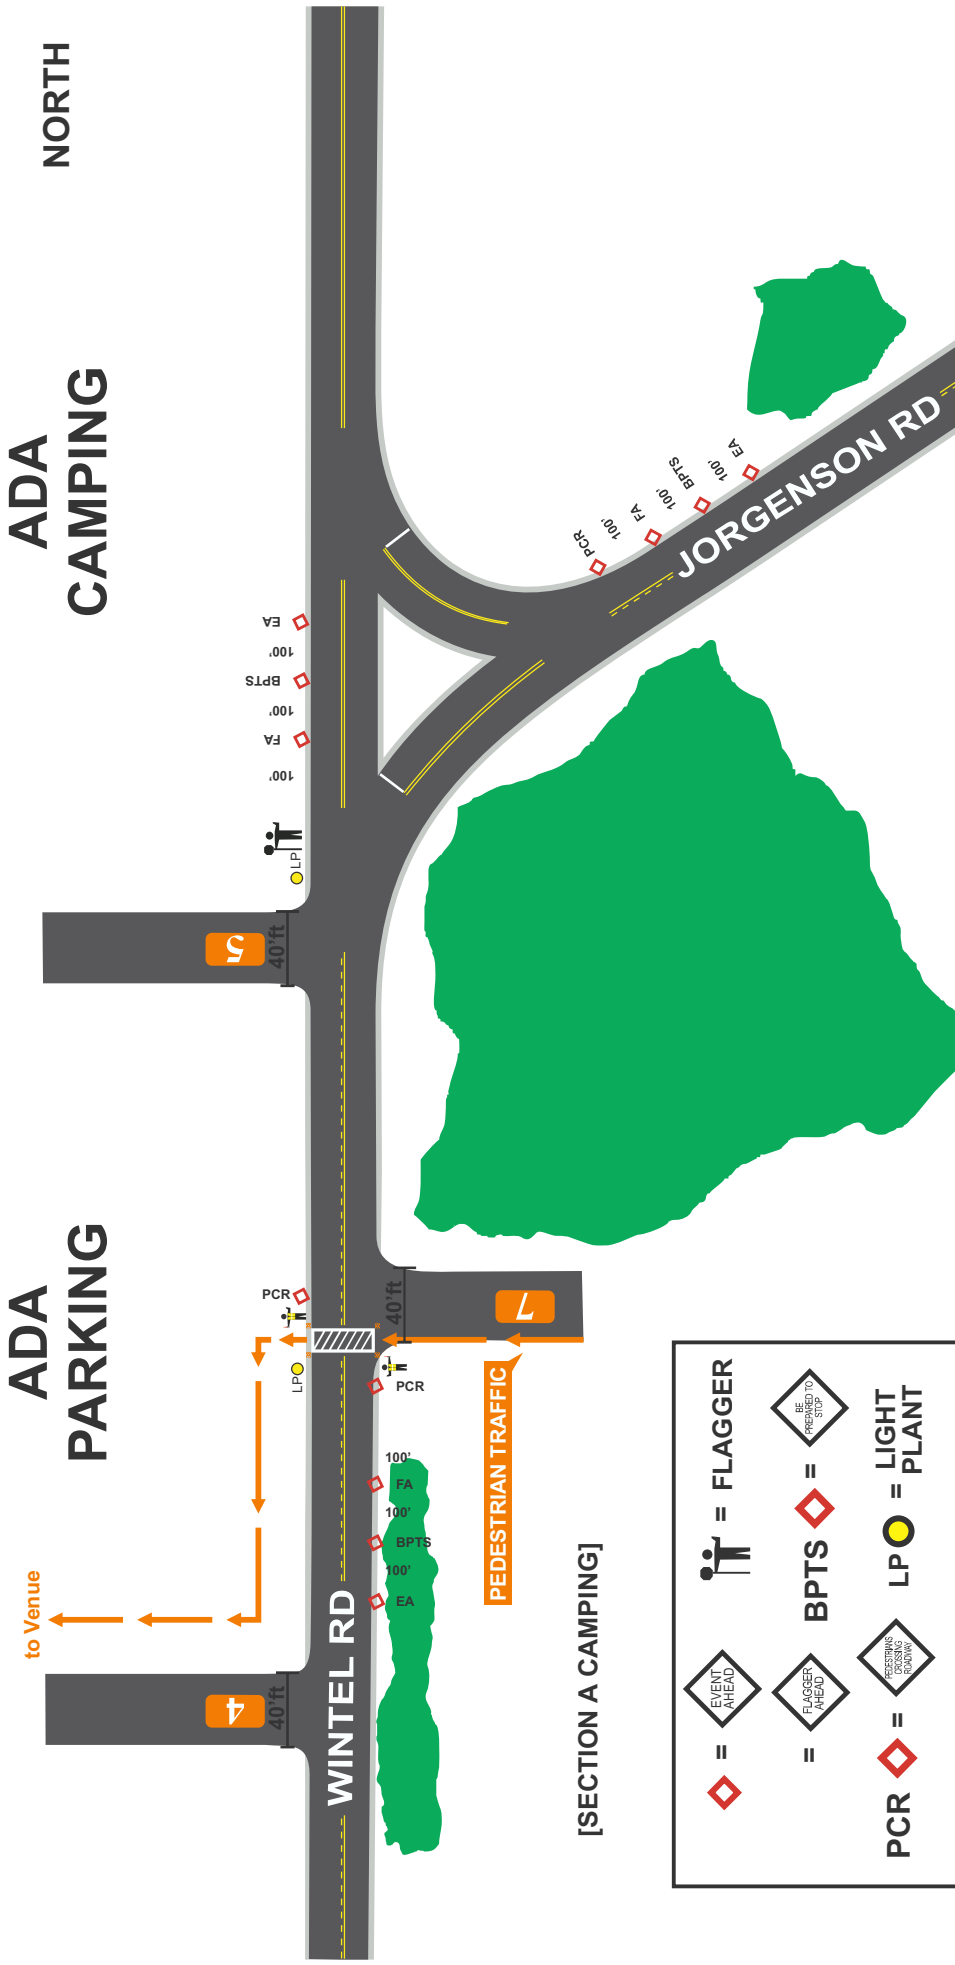 ADA
PARKING
ADA
CAMPING
NORTH
to Venue
4
40'ft
5
40'ft
LP
PCR
LP
100'
FA
100'
BPTS
100'
EA
WINTEL RD
EA
100'
BPTS
100'
FA
100'
PCR
7
40'ft
PEDESTRIAN TRAFFIC
PCR
100'
FA
100'
BPTS
100'
EA
JORGENSON RD
[SECTION A CAMPING]
= EVENT
AHEAD
= FLAGGER
= FLAGGER
AHEAD
BPTS = BE
PREPARED TO
STOP
PCR = PEDESTRIANS
CROSSING
ROADWAY
LP = LIGHT
PLANT